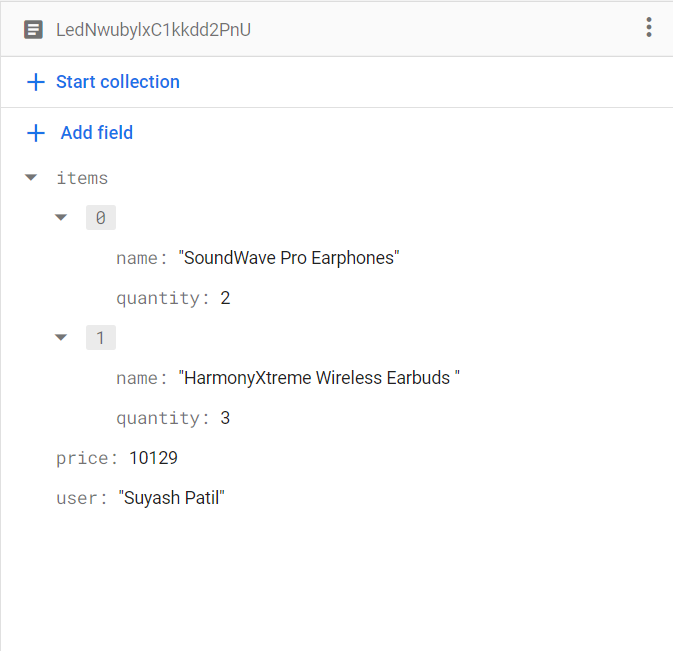 LedNwubylxC1kkdd2PnU
Start collection
Add field
items
0
name: "SoundWave Pro Earphones"
quantity: 2
1
name: "HarmonyXtreme Wireless Earbuds "
quantity: 3
price: 10129
user: "Suyash Patil"